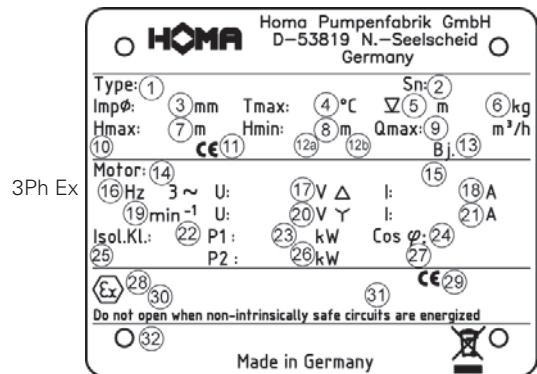 HOMA
Homa Pumpenfabrik GmbH
D-53819 N.-Seelscheid
Germany
Type: 1 Sn: 2
Impø: 3 mm Tmax: 4 °C 5 m 6 kg
Hmax: 7 m Hmin: 8 m Qmax: 9 m³/h
10 CE 11 12a 12b Bj. 13
3Ph Ex
Motor: 14 15
16 Hz 3~ U: 17 V △ I: 18 A
19 min⁻¹ U: 20 V Y I: 21 A
Isol.Kl.: 22 P1: 23 kW Cos φ: 24
25 P2: 26 kW 27
Ex 28 CE 29
30 31
Do not open when non-intrinsically safe circuits are energized
32
Made in Germany